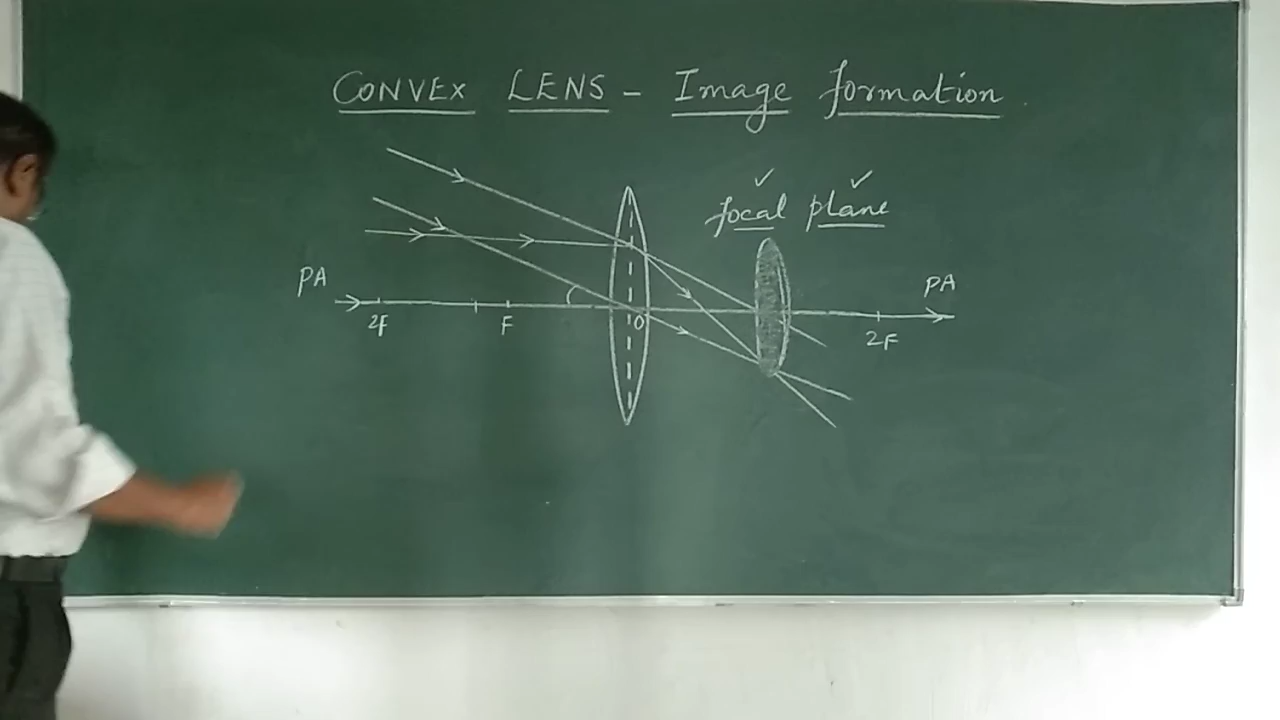 CONVEX LENS - Image formation
focal plane
PA
PA
2F
F
O
2F